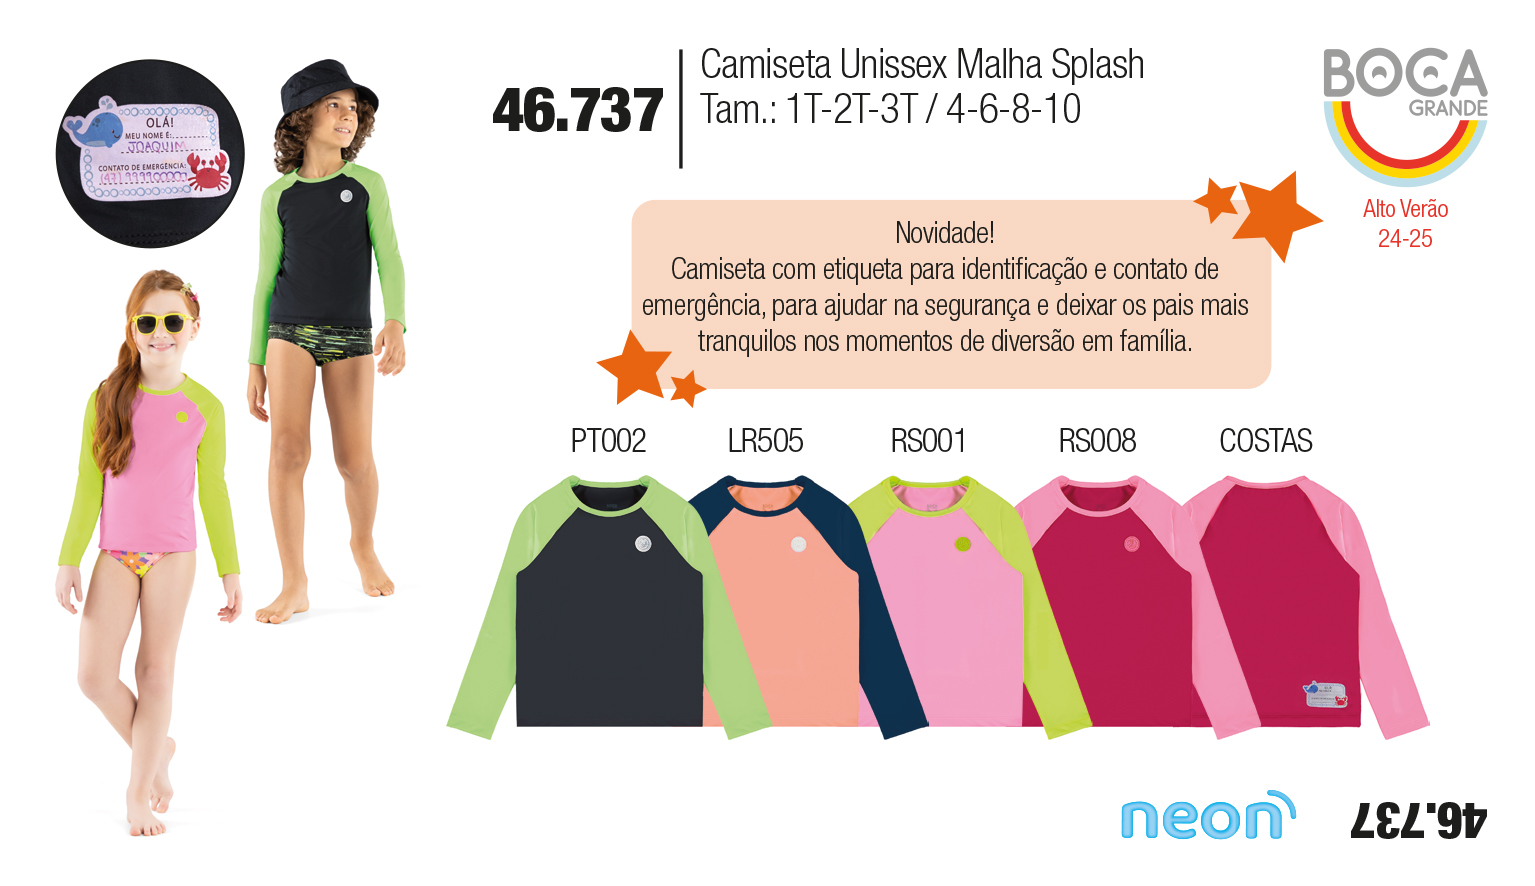 46.737
Camiseta Unissex Malha Splash
Tam.: 1T-2T-3T / 4-6-8-10
BOCA
GRANDE
Alto Verão
24-25
OLÁ!
MEU NOME É:
JOAQUIM
CONTATO DE EMERGÊNCIA:
Novidade!
Camiseta com etiqueta para identificação e contato de
emergência, para ajudar na segurança e deixar os pais mais
tranquilos nos momentos de diversão em família.
PT002 LR505 RS001 RS008 COSTAS
neon
46.737